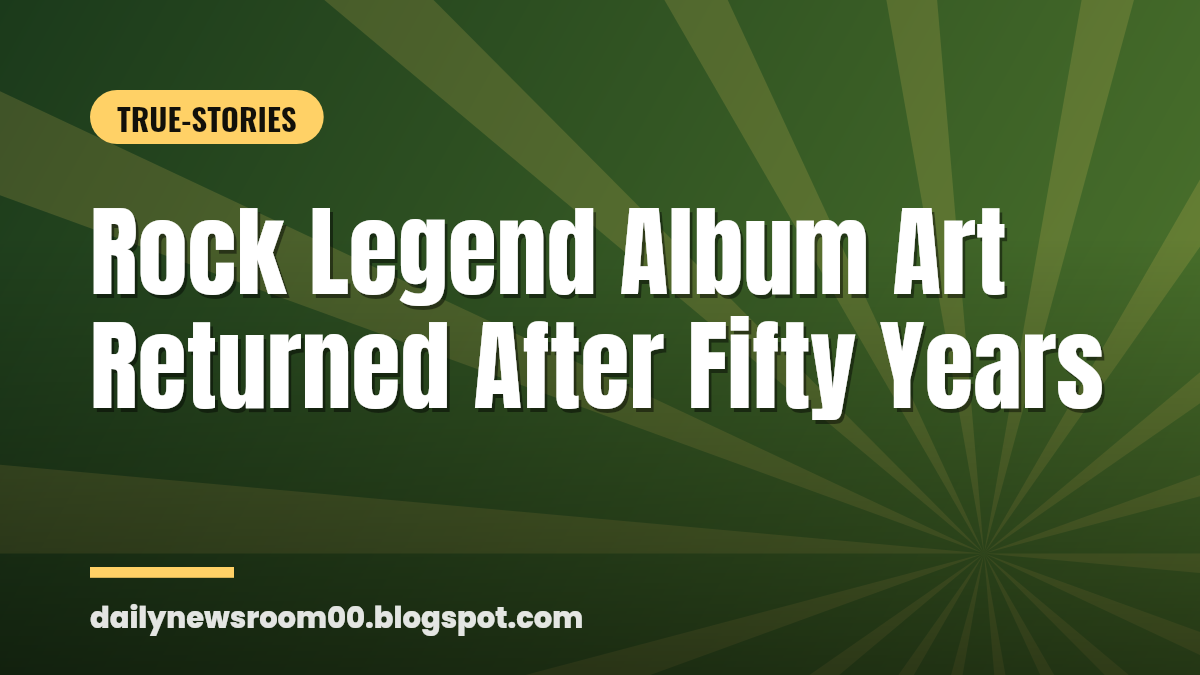 TRUE-STORIES
Rock Legend Album Art
Returned After Fifty Years
dailynewsroom00.blogspot.com